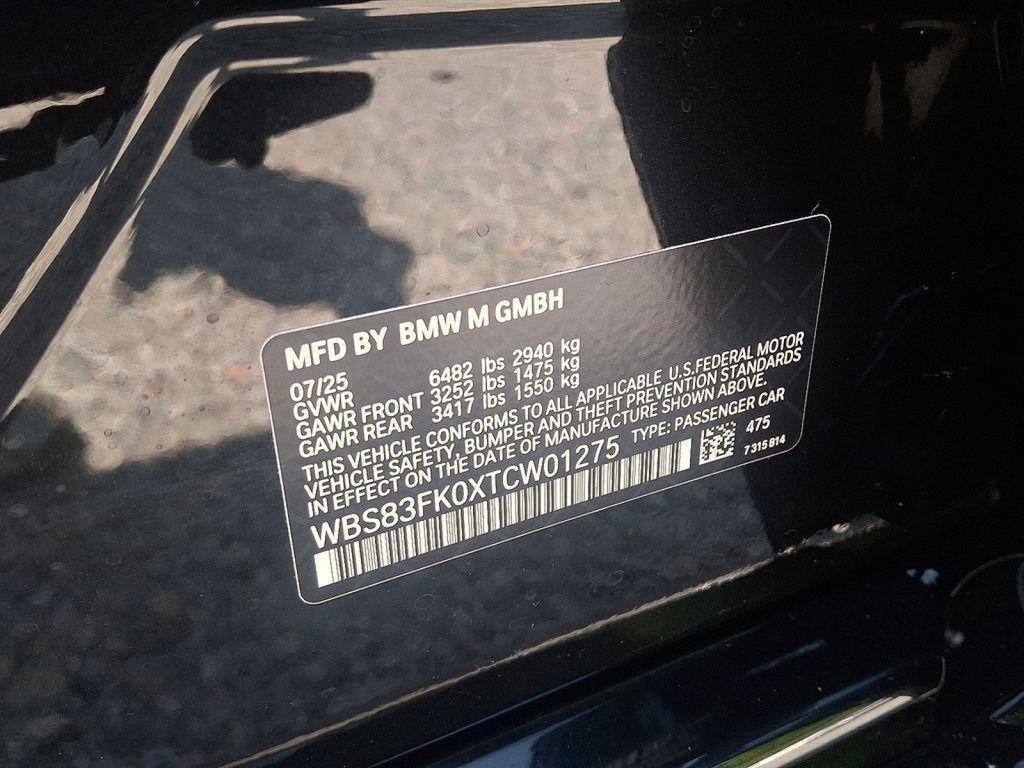 MFD BY BMW M GMBH
07/25
GVWR 6482 lbs 2940 kg
GAWR FRONT 3252 lbs 1475 kg
GAWR REAR 3417 lbs 1550 kg
THIS VEHICLE CONFORMS TO ALL APPLICABLE U.S.FEDERAL MOTOR
VEHICLE SAFETY, BUMPER AND THEFT PREVENTION STANDARDS
IN EFFECT ON THE DATE OF MANUFACTURE SHOWN ABOVE.
WBS83FK0XTCW01275 TYPE: PASSENGER CAR
475
7315814